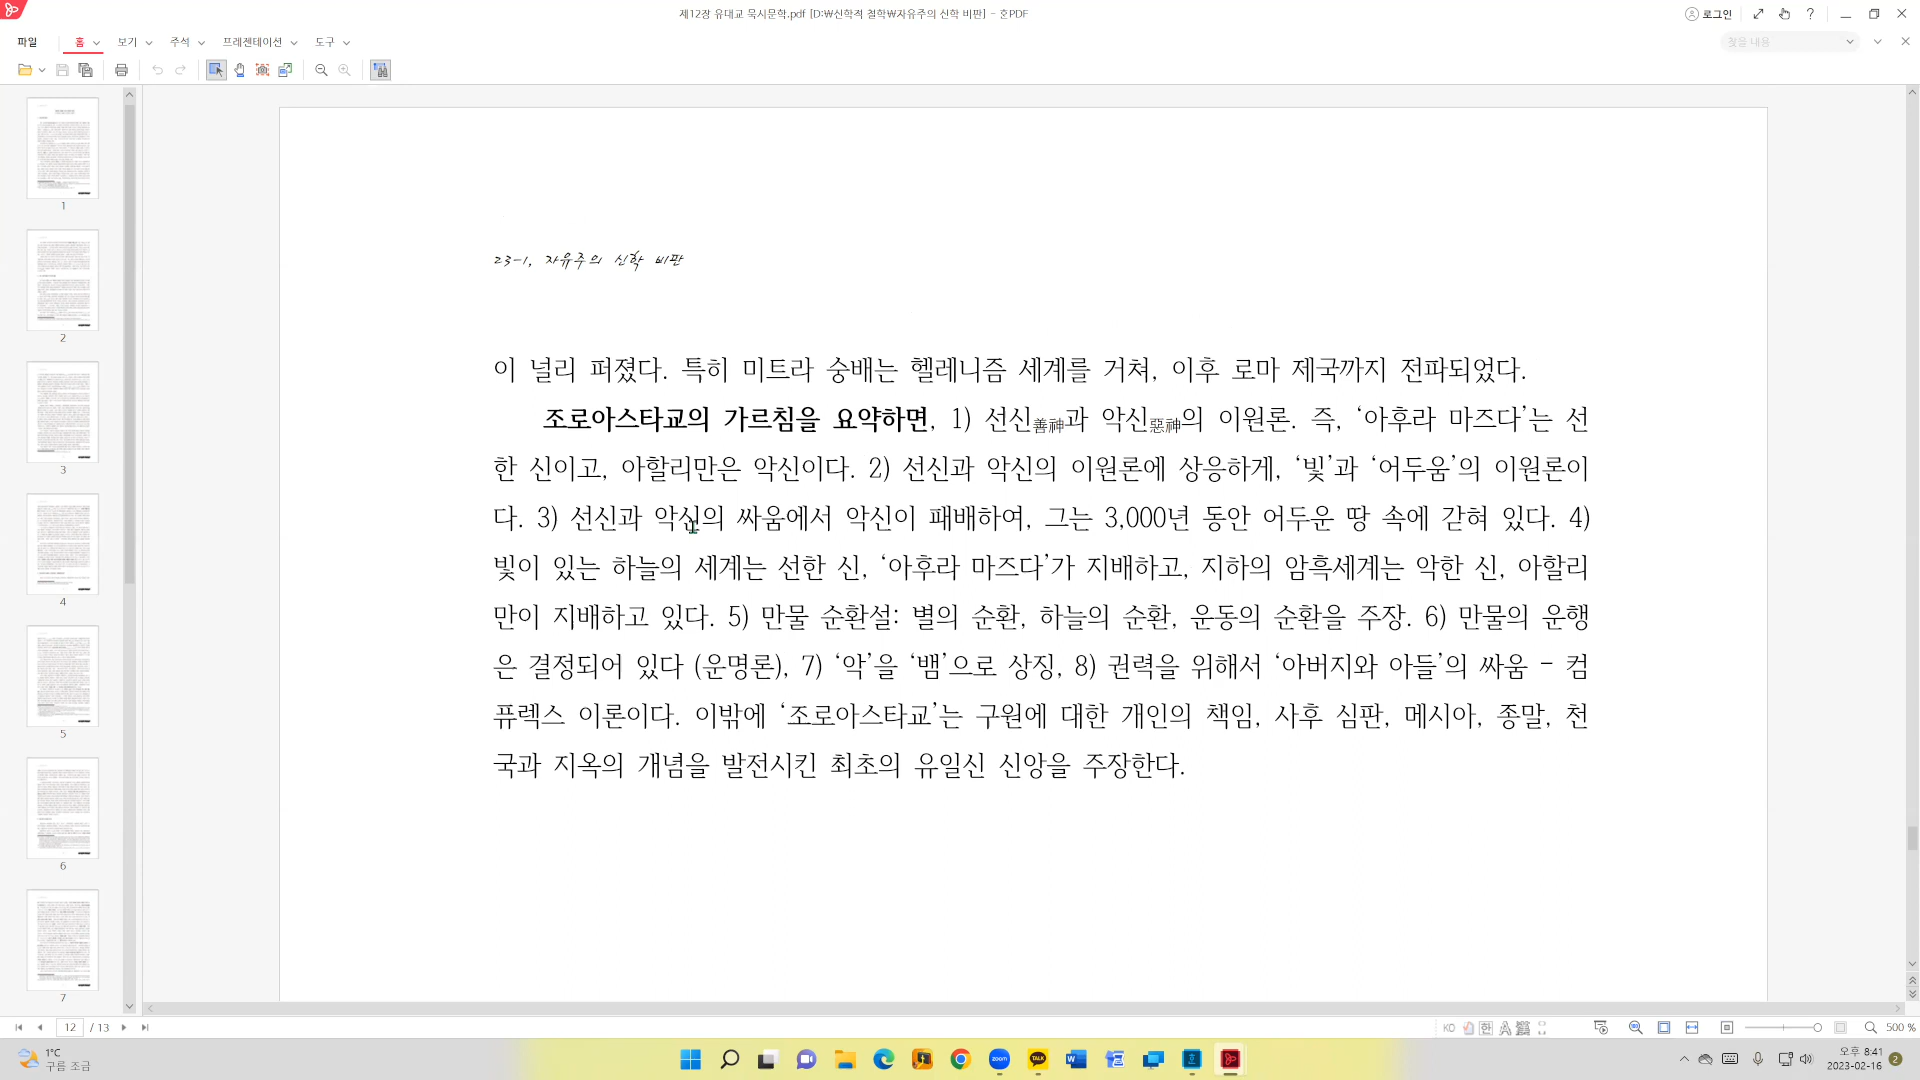 제12장 유대교 묵시문학.pdf [D:₩신학적 철학₩자유주의 신학 비판] - 훈PDF
로그인
파일 홈 보기 주석 프레젠테이션 도구
찾을 내용
23-1, 자유주의 신학 비판
이 널리 퍼졌다. 특히 미트라 숭배는 헬레니즘 세계를 거쳐, 이후 로마 제국까지 전파되었다.
조로아스타교의 가르침을 요약하면, 1) 선신善神과 악신惡神의 이원론. 즉, ‘아후라 마즈다’는 선
한 신이고, 아할리만은 악신이다. 2) 선신과 악신의 이원론에 상응하게, ‘빛’과 ‘어두움’의 이원론이
다. 3) 선신과 악신의 싸움에서 악신이 패배하여, 그는 3,000년 동안 어두운 땅 속에 갇혀 있다. 4)
빛이 있는 하늘의 세계는 선한 신, ‘아후라 마즈다’가 지배하고, 지하의 암흑세계는 악한 신, 아할리
만이 지배하고 있다. 5) 만물 순환설: 별의 순환, 하늘의 순환, 운동의 순환을 주장. 6) 만물의 운행
은 결정되어 있다 (운명론), 7) ‘악’을 ‘뱀’으로 상징, 8) 권력을 위해서 ‘아버지와 아들’의 싸움 - 컴
퓨렉스 이론이다. 이밖에 ‘조로아스타교’는 구원에 대한 개인의 책임, 사후 심판, 메시아, 종말, 천
국과 지옥의 개념을 발전시킨 최초의 유일신 신앙을 주장한다.
1
2
3
4
5
6
7
12 / 13
KO 한
500 %
1°C
구름 조금
zoom
TALK
오후 8:41
2023-02-16
2